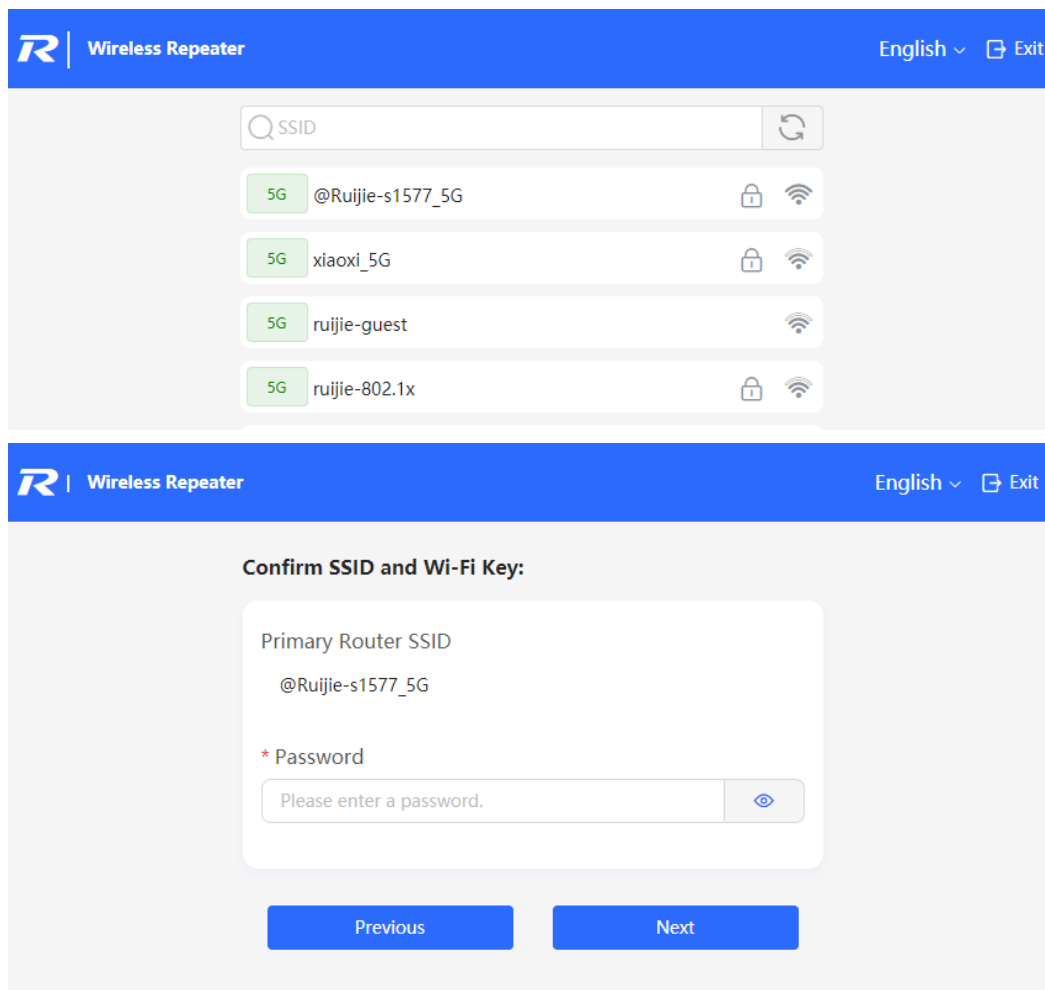 R Wireless Repeater English Exit
SSID
5G @Ruijie-s1577_5G
5G xiaoxi_5G
5G ruijie-guest
5G ruijie-802.1x
R Wireless Repeater English Exit
Confirm SSID and Wi-Fi Key:
Primary Router SSID
@Ruijie-s1577_5G
* Password
Please enter a password.
Previous Next